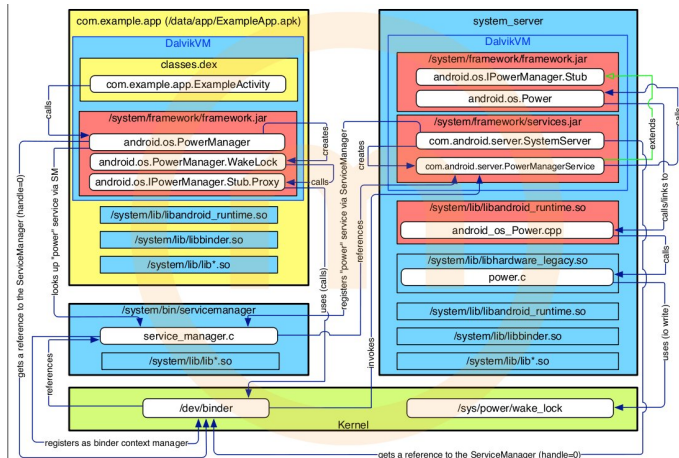 com.example.app (/data/app/ExampleApp.apk)
DalvikVM
classes.dex
com.example.app.ExampleActivity
/system/framework/framework.jar
android.os.PowerManager
android.os.PowerManager.WakeLock
android.os.IPowerManager.Stub.Proxy
/system/lib/libandroid_runtime.so
/system/lib/libbinder.so
/system/lib/lib*.so
calls
creates
calls
gets a reference to the ServiceManager (handle=0)
looks up "power" service via SM
uses (calls)
registers "power" service via ServiceManager
references
system_server
DalvikVM
/system/framework/framework.jar
android.os.IPowerManager.Stub
android.os.Power
/system/framework/services.jar
com.android.server.SystemServer
com.android.server.PowerManagerService
creates
extends
calls
calls/links to
/system/lib/libandroid_runtime.so
android_os_Power.cpp
calls
/system/lib/libhardware_legacy.so
power.c
/system/lib/libandroid_runtime.so
/system/lib/libbinder.so
/system/lib/lib*.so
uses (io write)
invokes
/system/bin/servicemanager
service_manager.c
/system/lib/lib*.so
references
/dev/binder
/sys/power/wake_lock
Kernel
registers as binder context manager
gets a reference to the ServiceManager (handle=0)